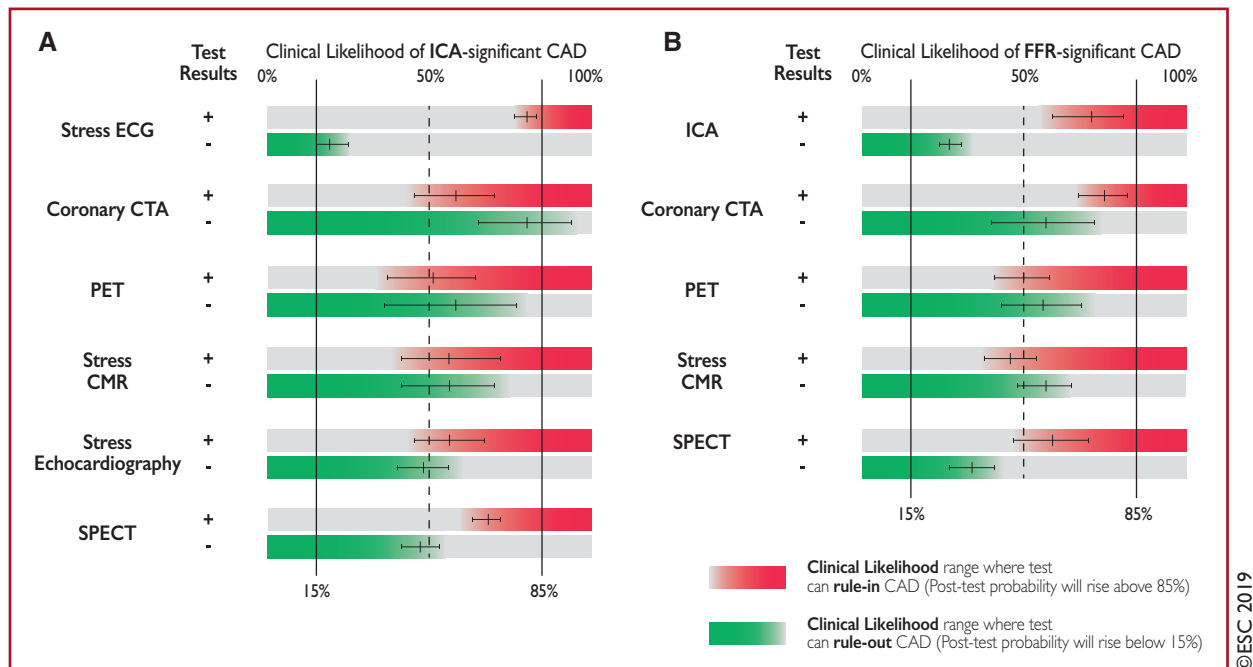 A
Test
Results
Clinical Likelihood of ICA-significant CAD
0% 50% 100%
Stress ECG
+
-
Coronary CTA
+
-
PET
+
-
Stress
CMR
+
-
Stress
Echocardiography
+
-
SPECT
+
-
15% 85%
B
Test
Results
Clinical Likelihood of FFR-significant CAD
0% 50% 100%
ICA
+
-
Coronary CTA
+
-
PET
+
-
Stress
CMR
+
-
SPECT
+
-
15% 85%
Clinical Likelihood range where test
can rule-in CAD (Post-test probability will rise above 85%)
Clinical Likelihood range where test
can rule-out CAD (Post-test probability will rise below 15%)
©ESC 2019